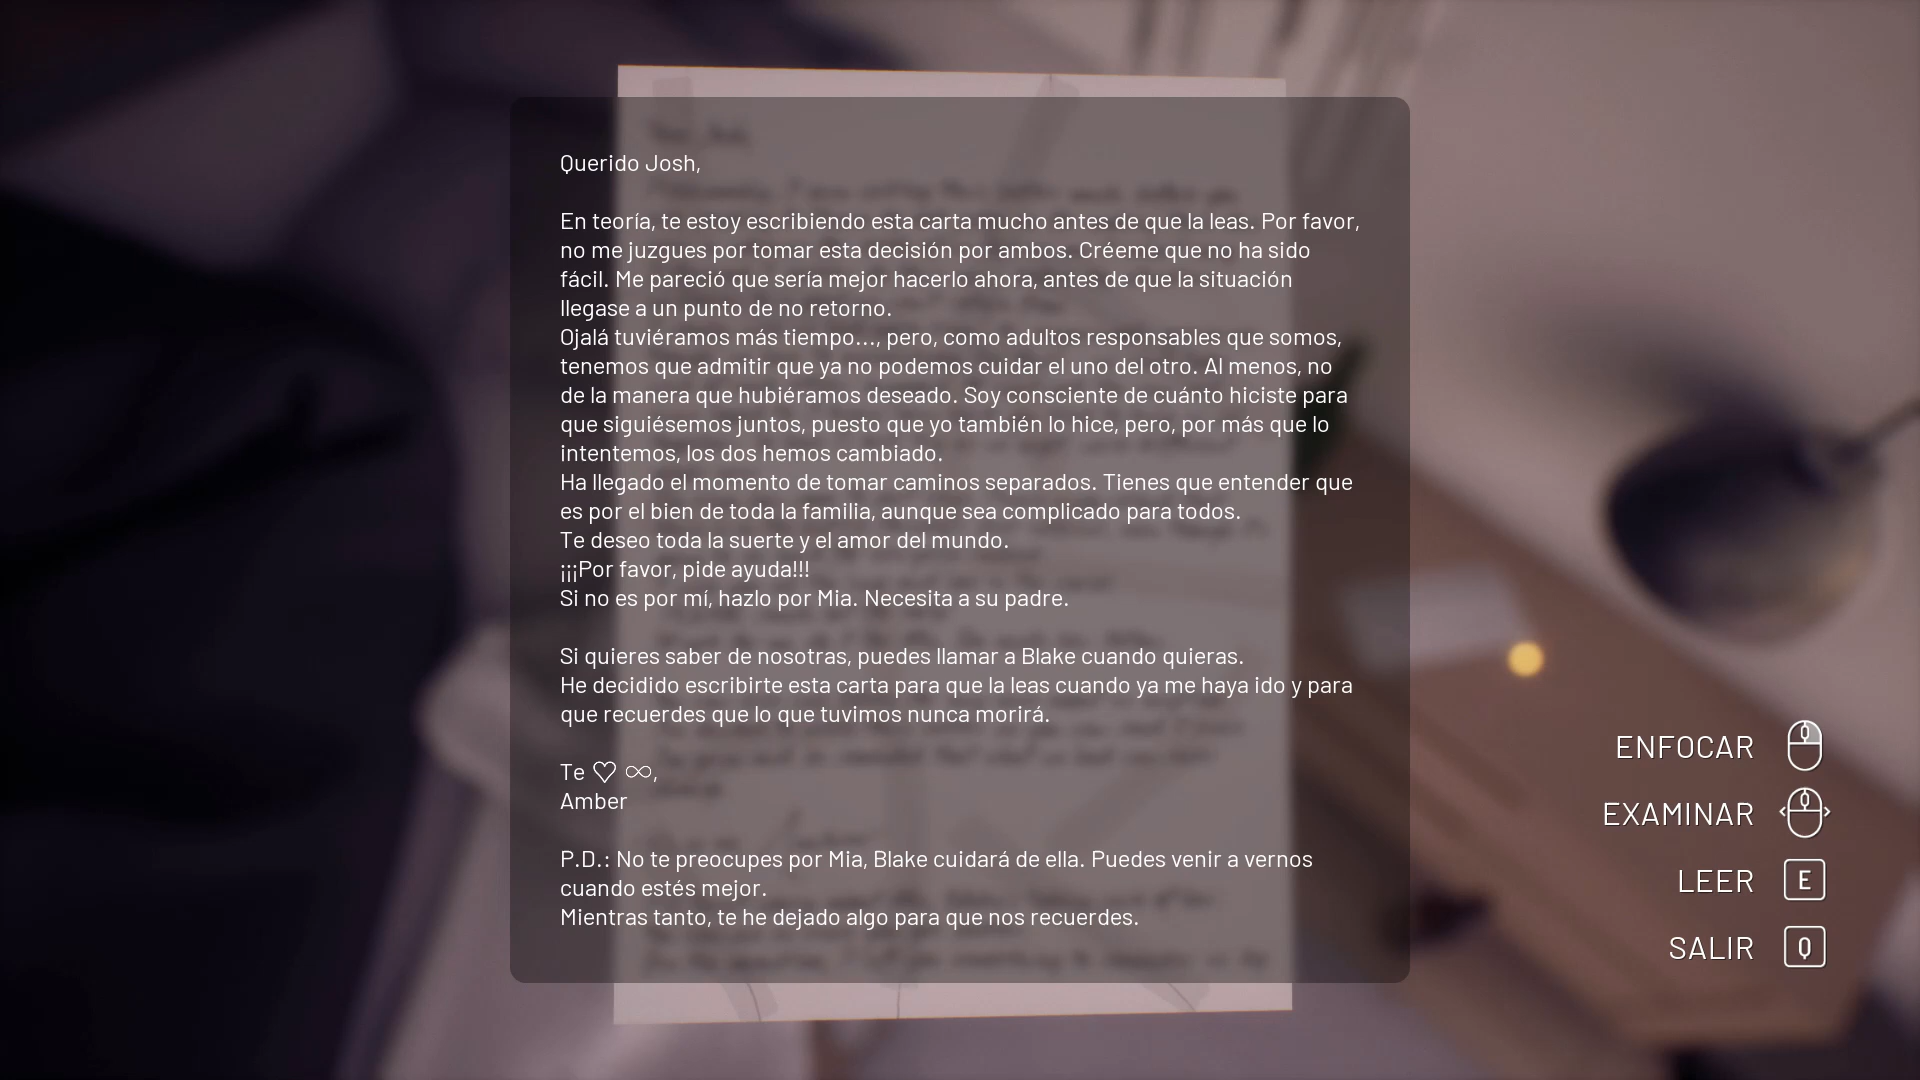 Querido Josh,
En teoría, te estoy escribiendo esta carta mucho antes de que la leas. Por favor,
no me juzgues por tomar esta decisión por ambos. Créeme que no ha sido
fácil. Me pareció que sería mejor hacerlo ahora, antes de que la situación
llegase a un punto de no retorno.
Ojalá tuviéramos más tiempo..., pero, como adultos responsables que somos,
tenemos que admitir que ya no podemos cuidar el uno del otro. Al menos, no
de la manera que hubiéramos deseado. Soy consciente de cuánto hiciste para
que siguiésemos juntos, puesto que yo también lo hice, pero, por más que lo
intentemos, los dos hemos cambiado.
Ha llegado el momento de tomar caminos separados. Tienes que entender que
es por el bien de toda la familia, aunque sea complicado para todos.
Te deseo toda la suerte y el amor del mundo.
¡¡¡Por favor, pide ayuda!!!
Si no es por mí, hazlo por Mia. Necesita a su padre.
Si quieres saber de nosotras, puedes llamar a Blake cuando quieras.
He decidido escribirte esta carta para que la leas cuando ya me haya ido y para
que recuerdes que lo que tuvimos nunca morirá.
Te ♡ ∞,
Amber
P.D.: No te preocupes por Mia, Blake cuidará de ella. Puedes venir a vernos
cuando estés mejor.
Mientras tanto, te he dejado algo para que nos recuerdes.
ENFOCAR
EXAMINAR
LEER E
SALIR Q